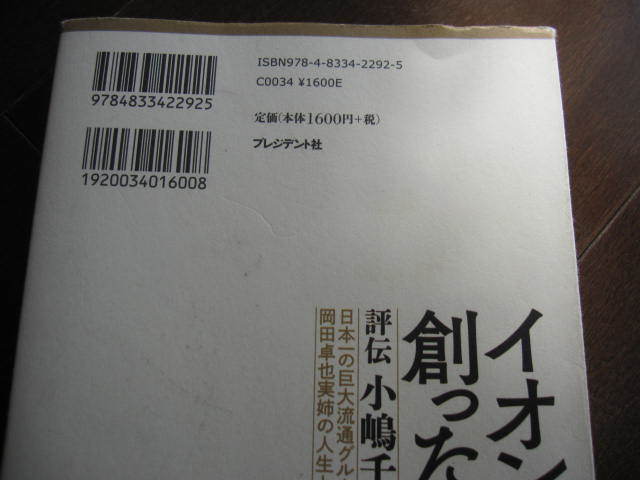 9784833422925
1920034016008
ISBN978-4-8334-2292-5
C0034 ¥1600E
定価(本体1600円+税)
プレジデント社
イオン
創った
評伝 小嶋千
日本一の巨大流通グル
岡田卓也実姉の人生